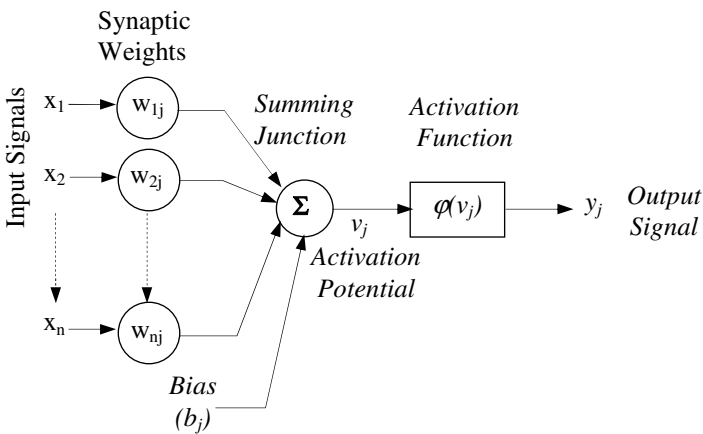 Synaptic
Weights
Input Signals
x₁
w₁ⱼ
x₂
w₂ⱼ
xₙ
wₙⱼ
Bias
(bⱼ)
Summing
Junction
Σ
vⱼ
Activation
Potential
Activation
Function
φ(vⱼ)
yⱼ
Output
Signal